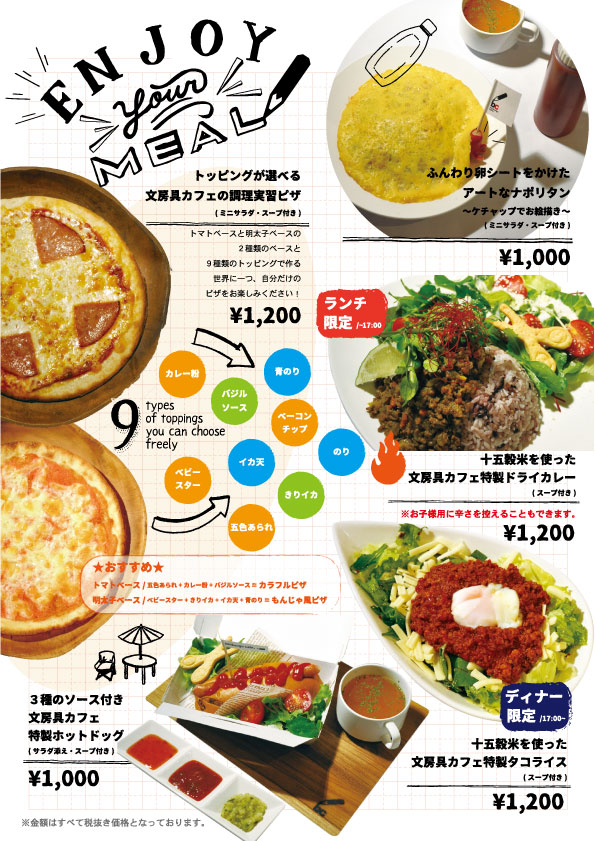 ENJOY
your
MEAL
トッピングが選べる
文房具カフェの調理実習ピザ
(ミニサラダ・スープ付き)
トマトベースと明太子ベースの
2種類のベースと
9種類のトッピングで作る
世界に一つ、自分だけの
ピザをお楽しみください！
¥1,200
ふんわり卵シートをかけた
アートなナポリタン
～ケチャップでお絵描き～
(ミニサラダ・スープ付き)
¥1,000
ランチ
限定 /~17:00
9 types
of toppings
you can choose
freely
カレー粉
青のり
バジル
ソース
ベーコン
チップ
のり
イカ天
ベビー
スター
きりイカ
五色あられ
十五穀米を使った
文房具カフェ特製ドライカレー
(スープ付き)
※お子様用に辛さを控えることもできます。
¥1,200
★おすすめ★
トマトベース / 五色あられ + カレー粉 + バジルソース = カラフルピザ
明太子ベース / ベビースター + きりイカ + イカ天 + 青のり = もんじゃ風ピザ
3種のソース付き
文房具カフェ
特製ホットドッグ
(サラダ添え・スープ付き)
¥1,000
ディナー
限定 /17:00~
十五穀米を使った
文房具カフェ特製タコライス
(スープ付き)
¥1,200
※金額はすべて税抜き価格となっております。